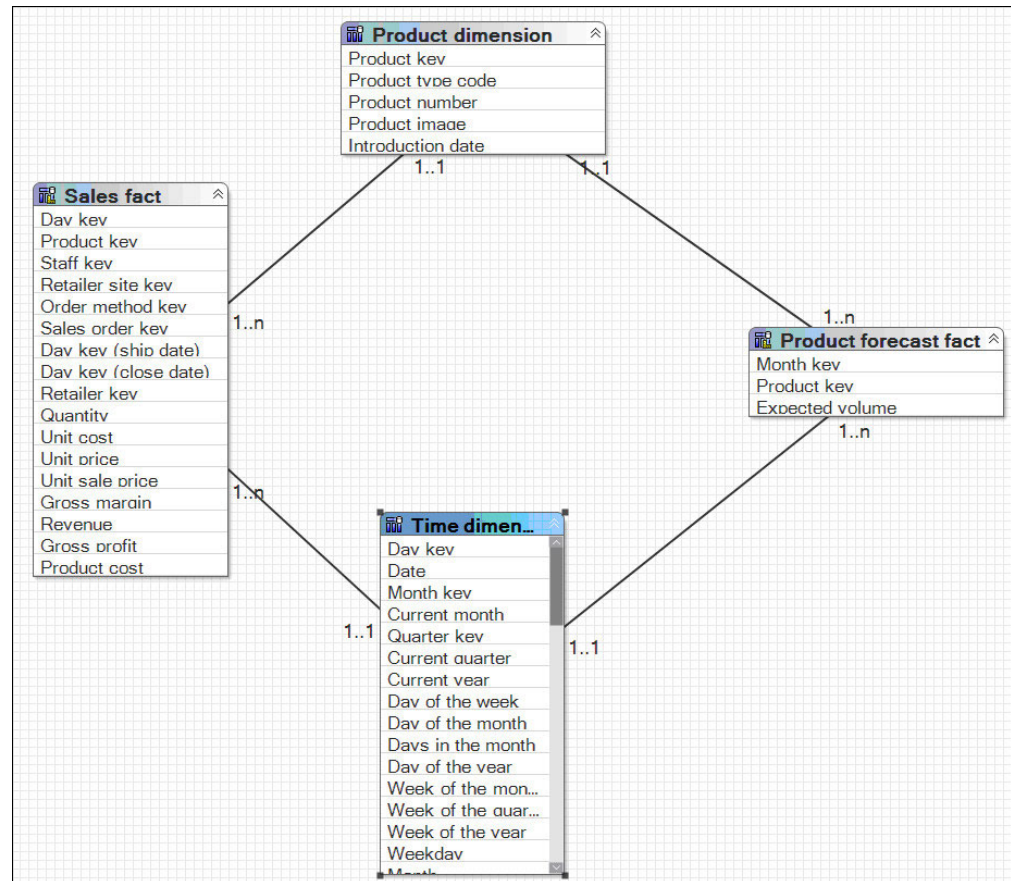 Product dimension
Product key
Product type code
Product number
Product image
Introduction date
1..1
1..1
Sales fact
Day key
Product key
Staff key
Retailer site key
Order method key
Sales order key
Day key (ship date)
Day key (close date)
Retailer key
Quantity
Unit cost
Unit price
Unit sale price
Gross margin
Revenue
Gross profit
Product cost
1..n
1..n
1..n
Product forecast fact
Month key
Product key
Expected volume
1..n
Time dimen...
Day key
Date
Month key
Current month
Quarter key
Current quarter
Current year
Day of the week
Day of the month
Days in the month
Day of the year
Week of the mon...
Week of the quar...
Week of the year
Weekday
Month
1..1
1..1